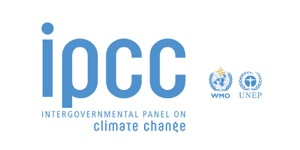 ipcc
INTERGOVERNMENTAL PANEL ON
climate change
WMO UNEP